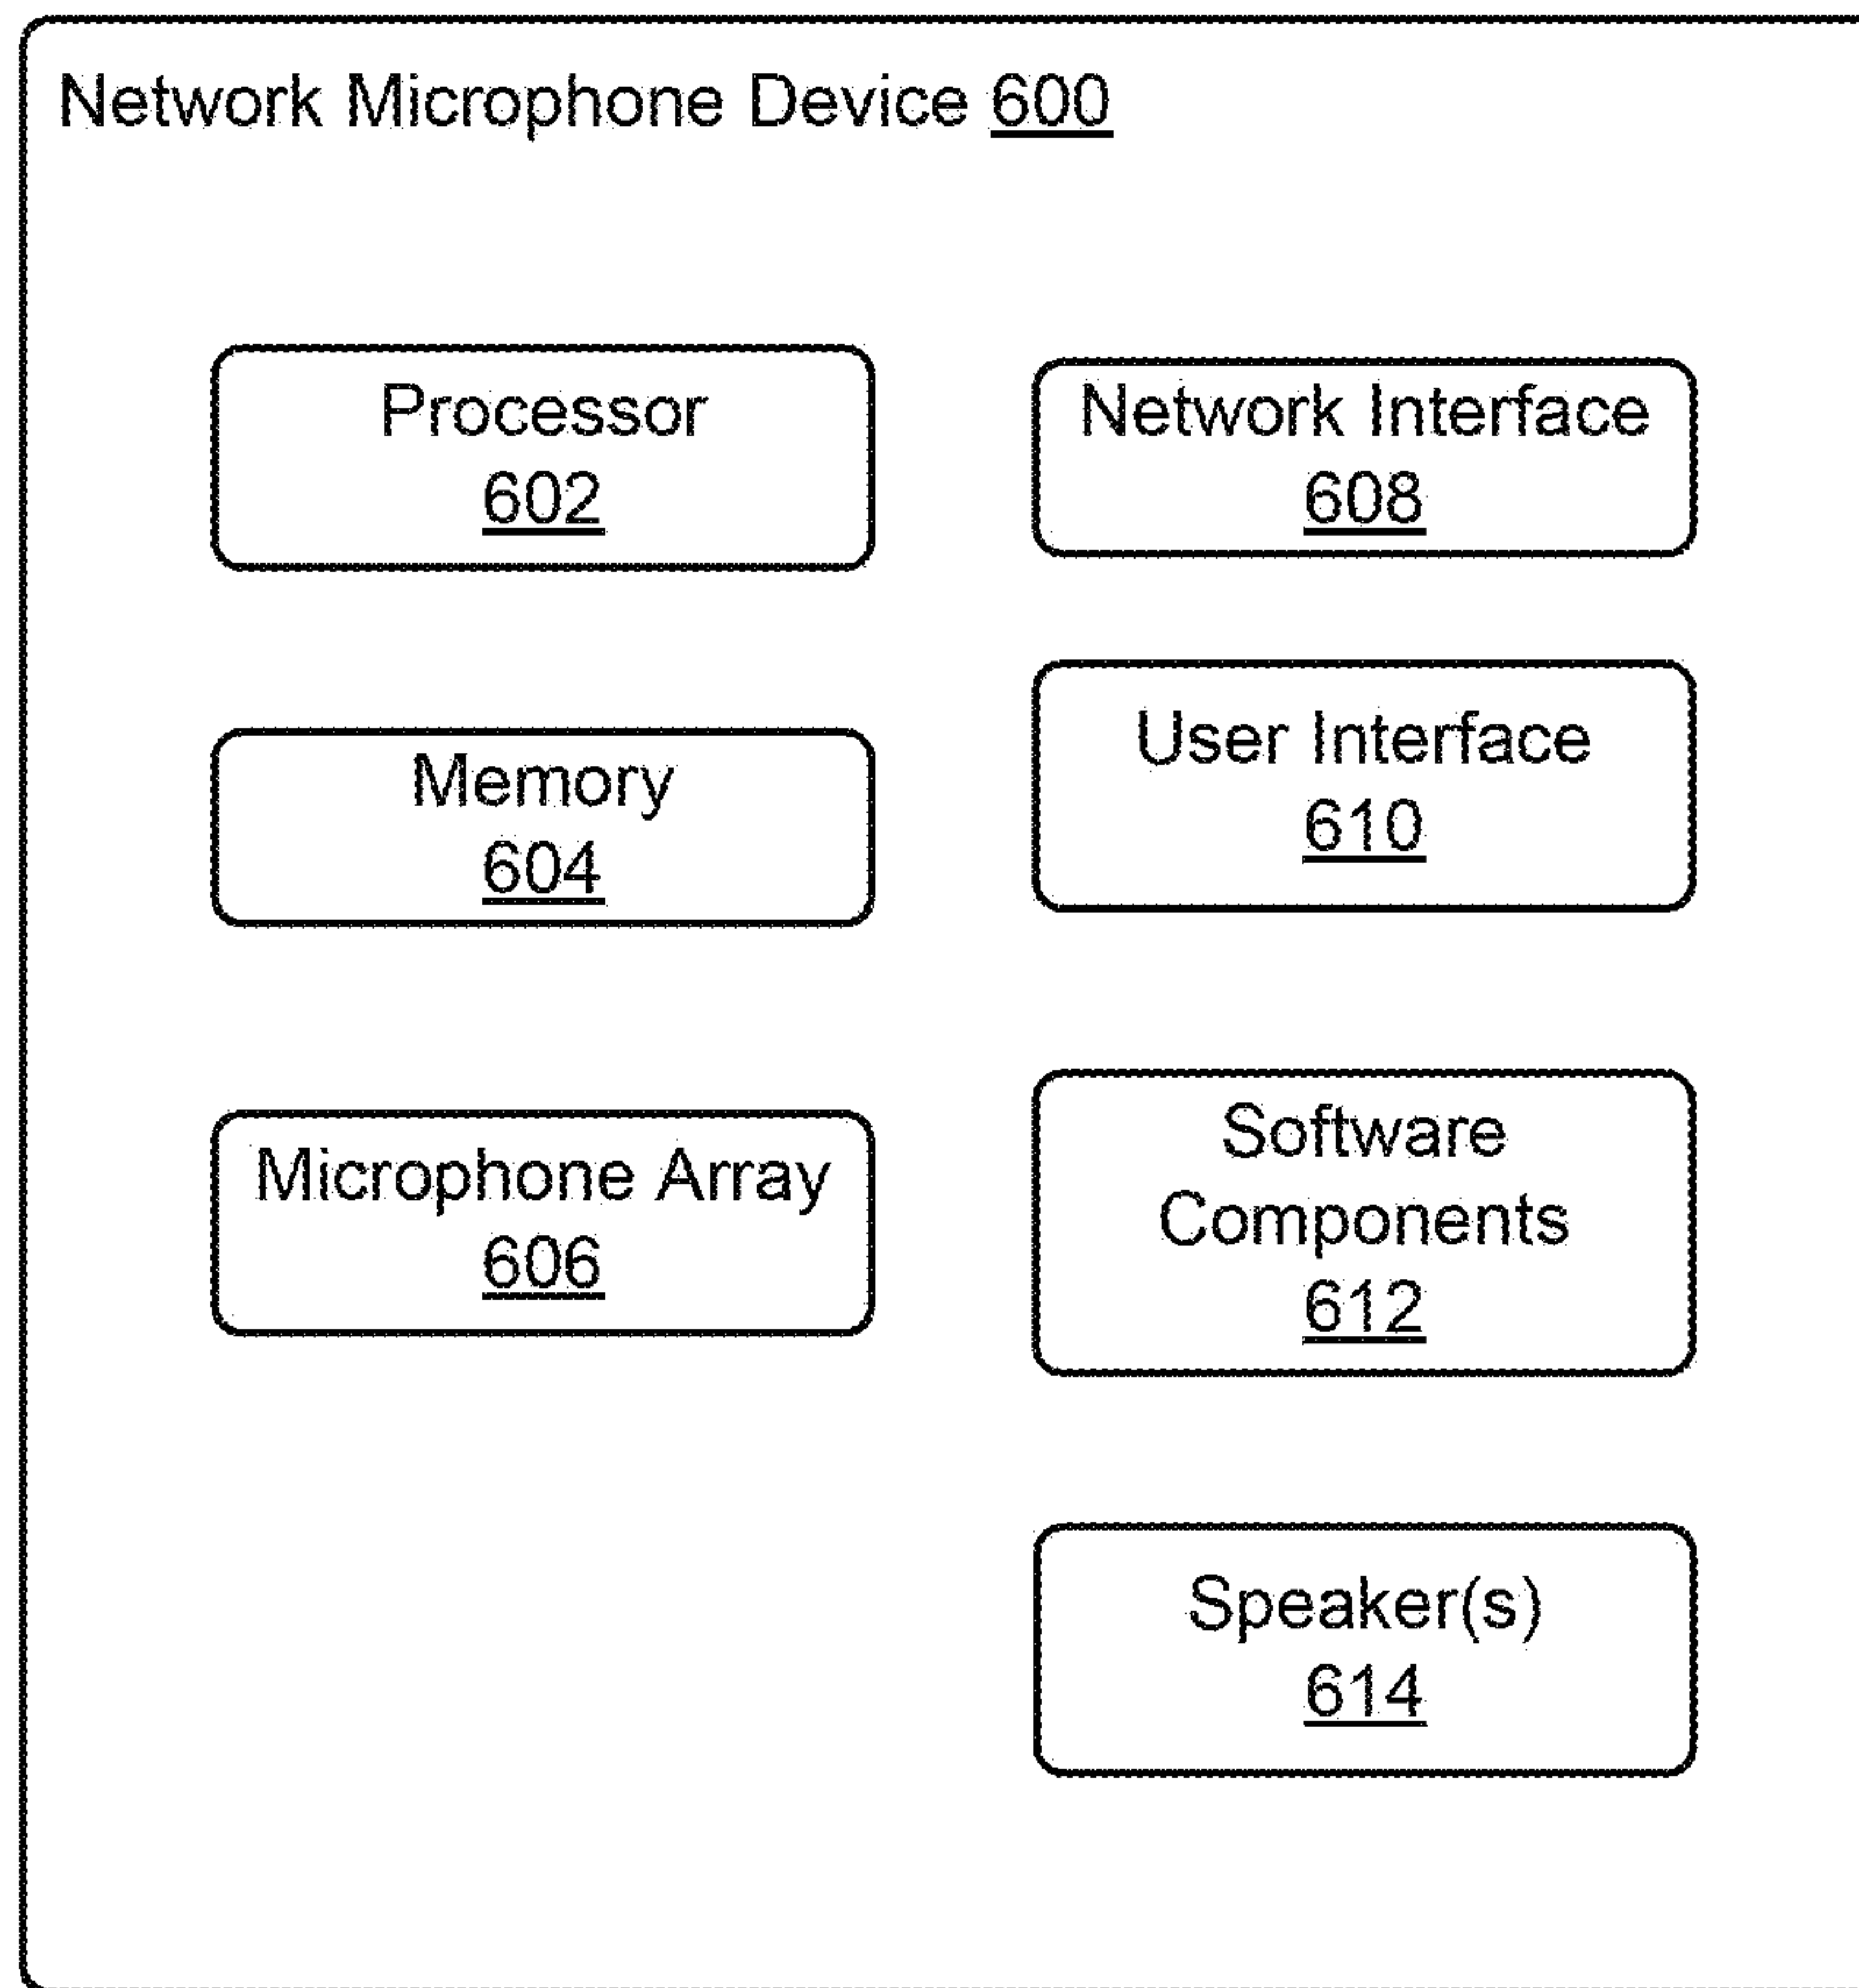 Network Microphone Device 600
Processor
602
Memory
604
Microphone Array
606
Network Interface
608
User Interface
610
Software
Components
612
Speaker(s)
614